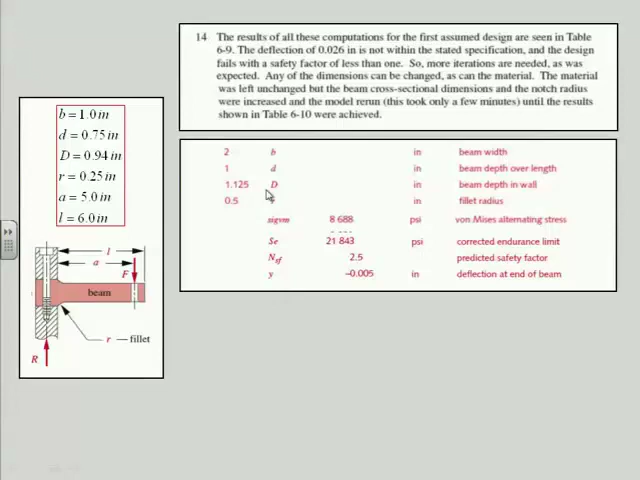 14 The results of all these computations for the first assumed design are seen in Table
6-9. The deflection of 0.026 in is not within the stated specification, and the design
fails with a safety factor of less than one. So, more iterations are needed, as was
expected. Any of the dimensions can be changed, as can the material. The material
was left unchanged but the beam cross-sectional dimensions and the notch radius
were increased and the model rerun (this took only a few minutes) until the results
shown in Table 6-10 were achieved.
b = 1.0 in
d = 0.75 in
D = 0.94 in
r = 0.25 in
a = 5.0 in
l = 6.0 in
2 b in beam width
1 d in beam depth over length
1.125 D in beam depth in wall
0.5 in fillet radius
sigvm 8 688 psi von Mises alternating stress
Se 21 843 psi corrected endurance limit
Nsf 2.5 predicted safety factor
y –0.005 in deflection at end of beam
l
a
F
beam
r — fillet
R